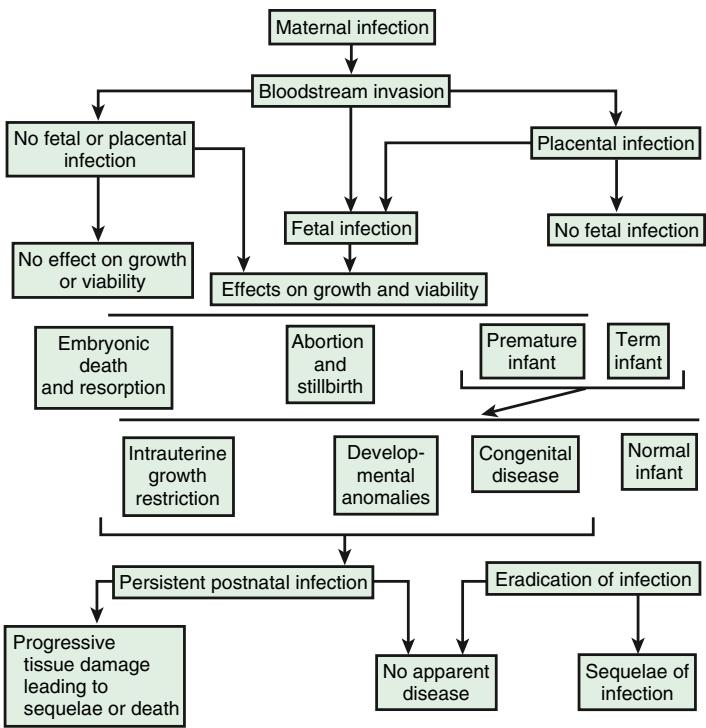 Maternal infection
Bloodstream invasion
No fetal or placental
infection
Placental infection
Fetal infection
No fetal infection
No effect on growth
or viability
Effects on growth and viability
Embryonic
death
and resorption
Abortion
and
stillbirth
Premature
infant
Term
infant
Intrauterine
growth
restriction
Develop-
mental
anomalies
Congenital
disease
Normal
infant
Persistent postnatal infection
Eradication of infection
Progressive
tissue damage
leading to
sequelae or death
No apparent
disease
Sequelae of
infection